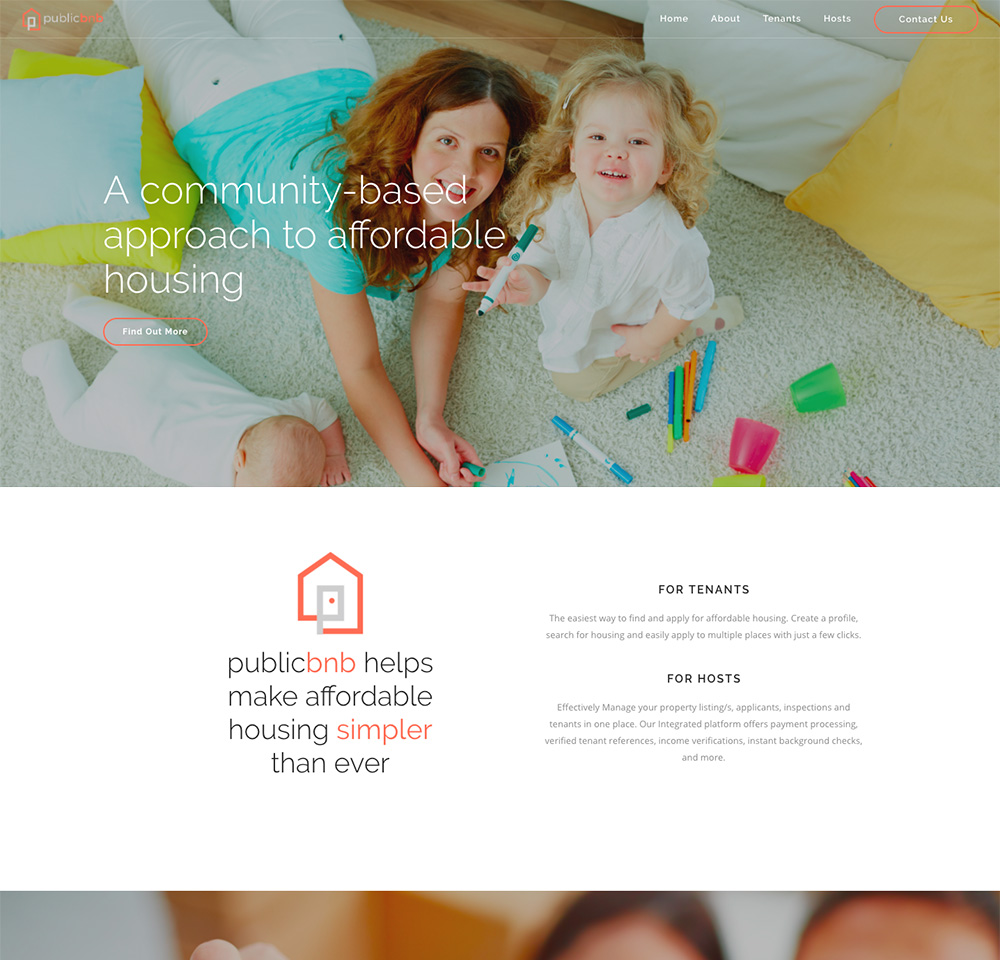 publicbnb
Home About Tenants Hosts Contact Us
A community-based
approach to affordable
housing
Find Out More
publicbnb helps
make affordable
housing simpler
than ever
FOR TENANTS
The easiest way to find and apply for affordable housing. Create a profile,
search for housing and easily apply to multiple places with just a few clicks.
FOR HOSTS
Effectively Manage your property listing/s, applicants, inspections and
tenants in one place. Our Integrated platform offers payment processing,
verified tenant references, income verifications, instant background checks,
and more.